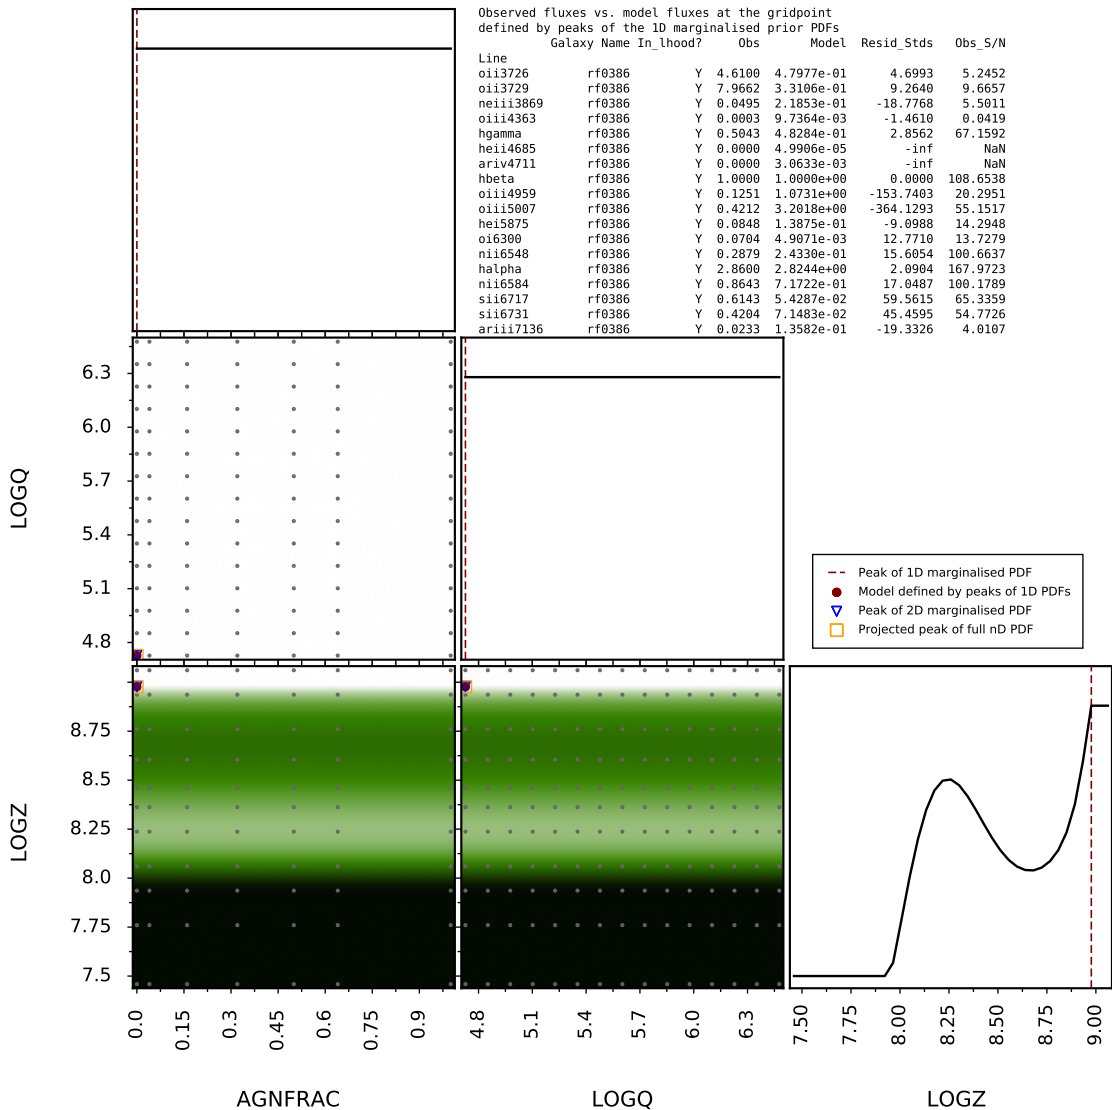 Observed fluxes vs. model fluxes at the gridpoint
defined by peaks of the 1D marginalised prior PDFs
Galaxy Name In_lhood? Obs Model Resid_Stds Obs_S/N
Line
oii3726 rf0386 Y 4.6100 4.7977e-01 4.6993 5.2452
oii3729 rf0386 Y 7.9662 3.3106e-01 9.2640 9.6657
neiii3869 rf0386 Y 0.0495 2.1853e-01 -18.7768 5.5011
oiii4363 rf0386 Y 0.0003 9.7364e-03 -1.4610 0.0419
hgamma rf0386 Y 0.5043 4.8284e-01 2.8562 67.1592
heii4685 rf0386 Y 0.0000 4.9906e-05 -inf NaN
ariv4711 rf0386 Y 0.0000 3.0633e-03 -inf NaN
hbeta rf0386 Y 1.0000 1.0000e+00 0.0000 108.6538
oiii4959 rf0386 Y 0.1251 1.0731e+00 -153.7403 20.2951
oiii5007 rf0386 Y 0.4212 3.2018e+00 -364.1293 55.1517
hei5875 rf0386 Y 0.0848 1.3875e-01 -9.0988 14.2948
oi6300 rf0386 Y 0.0704 4.9071e-03 12.7710 13.7279
nii6548 rf0386 Y 0.2879 2.4330e-01 15.6054 100.6637
halpha rf0386 Y 2.8600 2.8244e+00 2.0904 167.9723
nii6584 rf0386 Y 0.8643 7.1722e-01 17.0487 100.1789
sii6717 rf0386 Y 0.6143 5.4287e-02 59.5615 65.3359
sii6731 rf0386 Y 0.4204 7.1483e-02 45.4595 54.7726
ariii7136 rf0386 Y 0.0233 1.3582e-01 -19.3326 4.0107
6.3
6.0
5.7
5.4
5.1
4.8
LOGQ
Peak of 1D marginalised PDF
Model defined by peaks of 1D PDFs
Peak of 2D marginalised PDF
Projected peak of full nD PDF
8.75
8.5
8.25
8.0
7.75
7.5
LOGZ
0.0 0.15 0.3 0.45 0.6 0.75 0.9
4.8 5.1 5.4 5.7 6.0 6.3
7.50 7.75 8.00 8.25 8.50 8.75 9.00
AGNFRAC LOGQ LOGZ